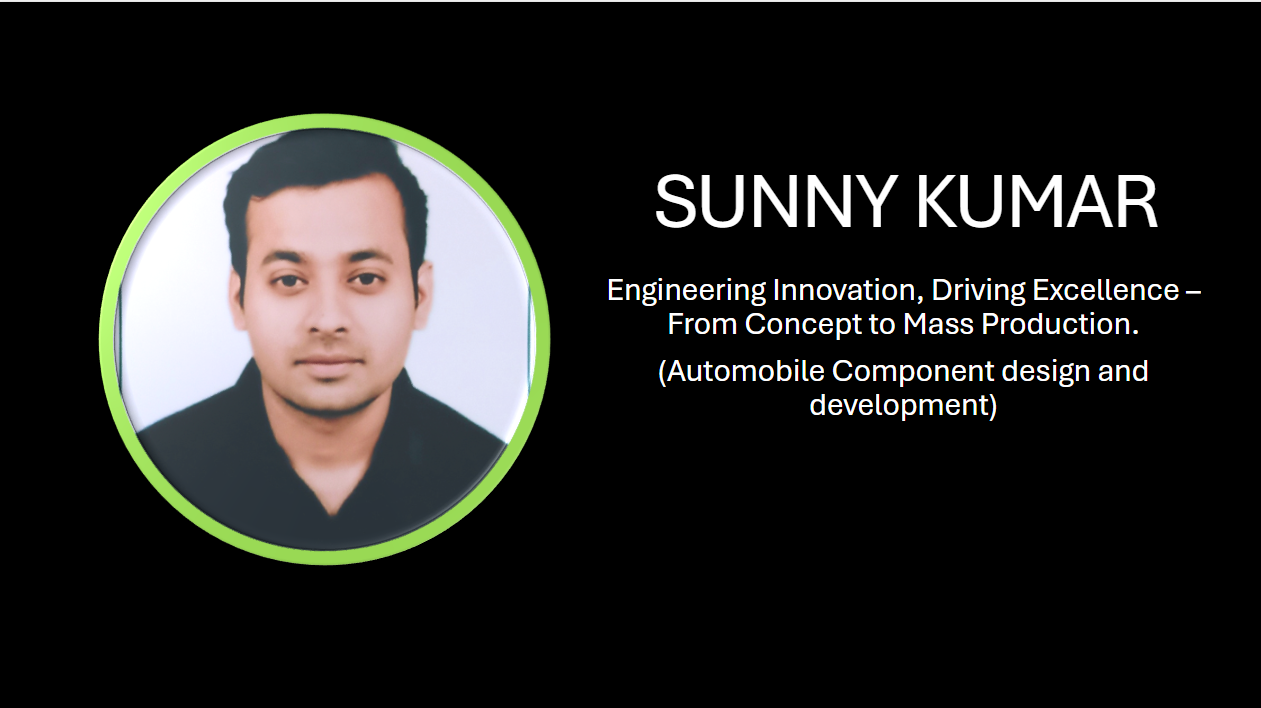 SUNNY KUMAR
Engineering Innovation, Driving Excellence –
From Concept to Mass Production.
(Automobile Component design and
development)